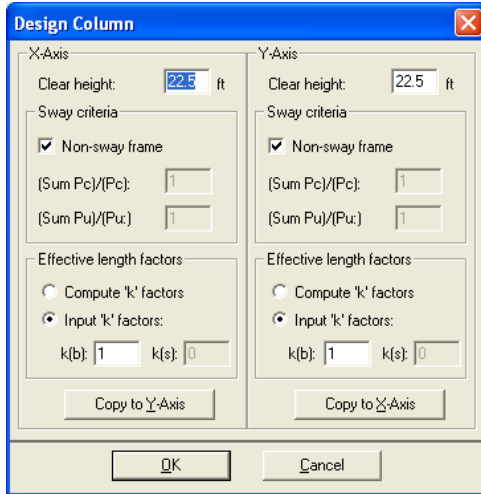 Design Column
X-Axis
Clear height: 22.5 ft
Sway criteria
Non-sway frame
(Sum Pc)/(Pc): 1
(Sum Pu)/(Pu:) 1
Effective length factors
Compute 'k' factors
Input 'k' factors:
k(b): 1 k(s): 0
Copy to Y-Axis
Y-Axis
Clear height: 22.5 ft
Sway criteria
Non-sway frame
(Sum Pc)/(Pc): 1
(Sum Pu)/(Pu:) 1
Effective length factors
Compute 'k' factors
Input 'k' factors:
k(b): 1 k(s): 0
Copy to X-Axis
OK Cancel